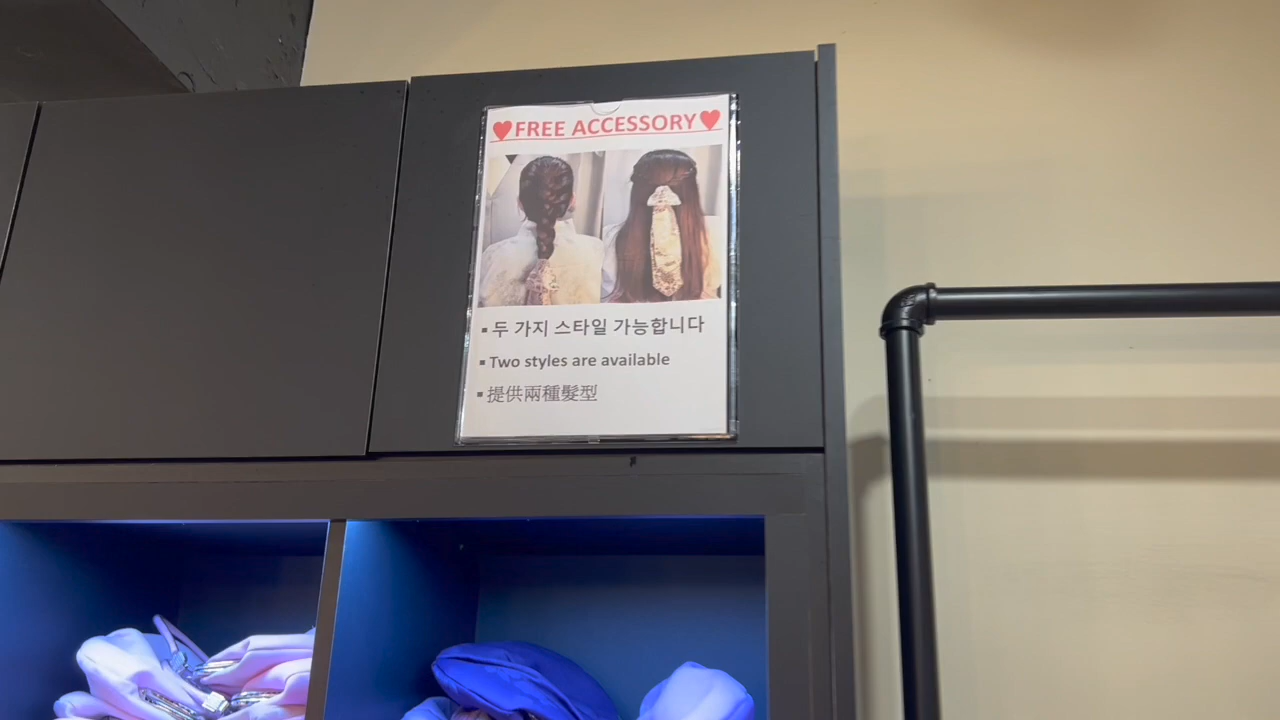 ♥FREE ACCESSORY♥
▪ 두 가지 스타일 가능합니다
▪ Two styles are available
▪ 提供兩種髮型